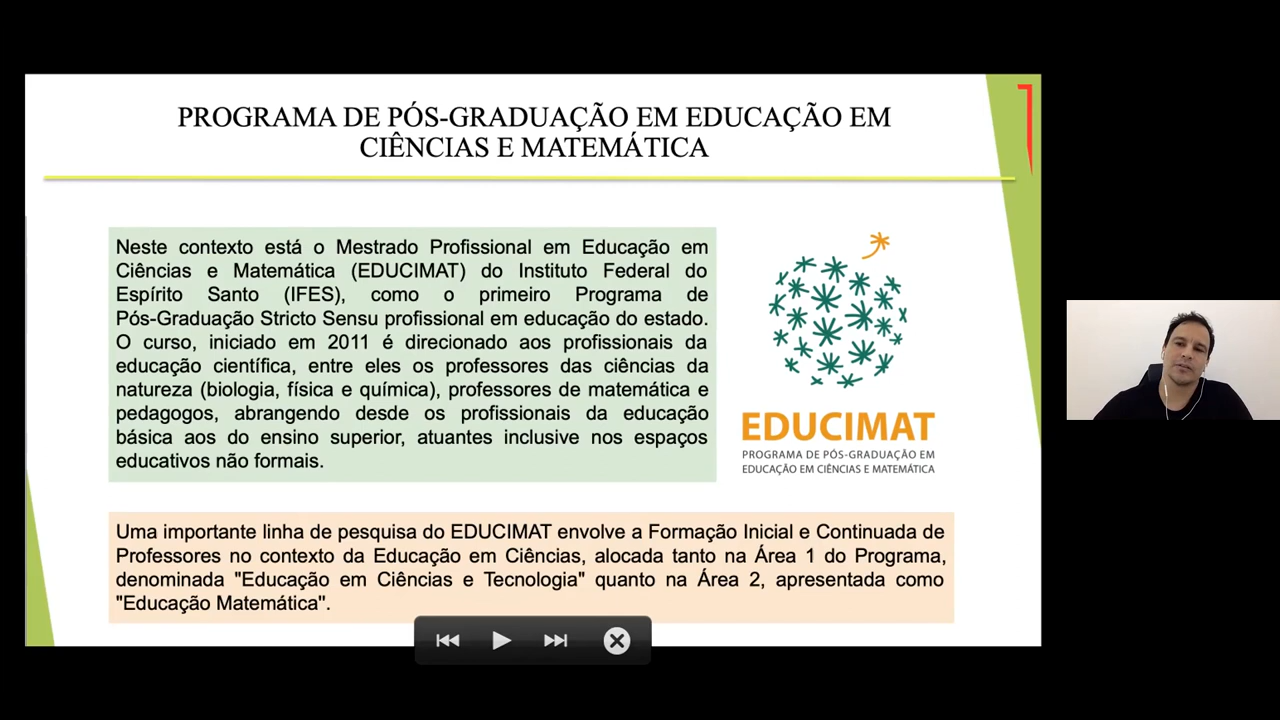 PROGRAMA DE PÓS-GRADUAÇÃO EM EDUCAÇÃO EM
CIÊNCIAS E MATEMÁTICA
Neste contexto está o Mestrado Profissional em Educação em
Ciências e Matemática (EDUCIMAT) do Instituto Federal do
Espírito Santo (IFES), como o primeiro Programa de
Pós-Graduação Stricto Sensu profissional em educação do estado.
O curso, iniciado em 2011 é direcionado aos profissionais da
educação científica, entre eles os professores das ciências da
natureza (biologia, física e química), professores de matemática e
pedagogos, abrangendo desde os profissionais da educação
básica aos do ensino superior, atuantes inclusive nos espaços
educativos não formais.
EDUCIMAT
PROGRAMA DE PÓS-GRADUAÇÃO EM
EDUCAÇÃO EM CIÊNCIAS E MATEMÁTICA
Uma importante linha de pesquisa do EDUCIMAT envolve a Formação Inicial e Continuada de
Professores no contexto da Educação em Ciências, alocada tanto na Área 1 do Programa,
denominada "Educação em Ciências e Tecnologia" quanto na Área 2, apresentada como
"Educação Matemática".